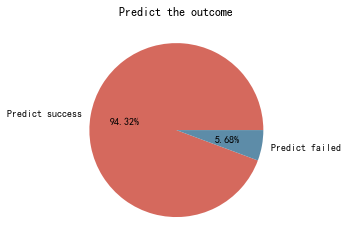 Predict the outcome
Predict success
94.32%
5.68%
Predict failed